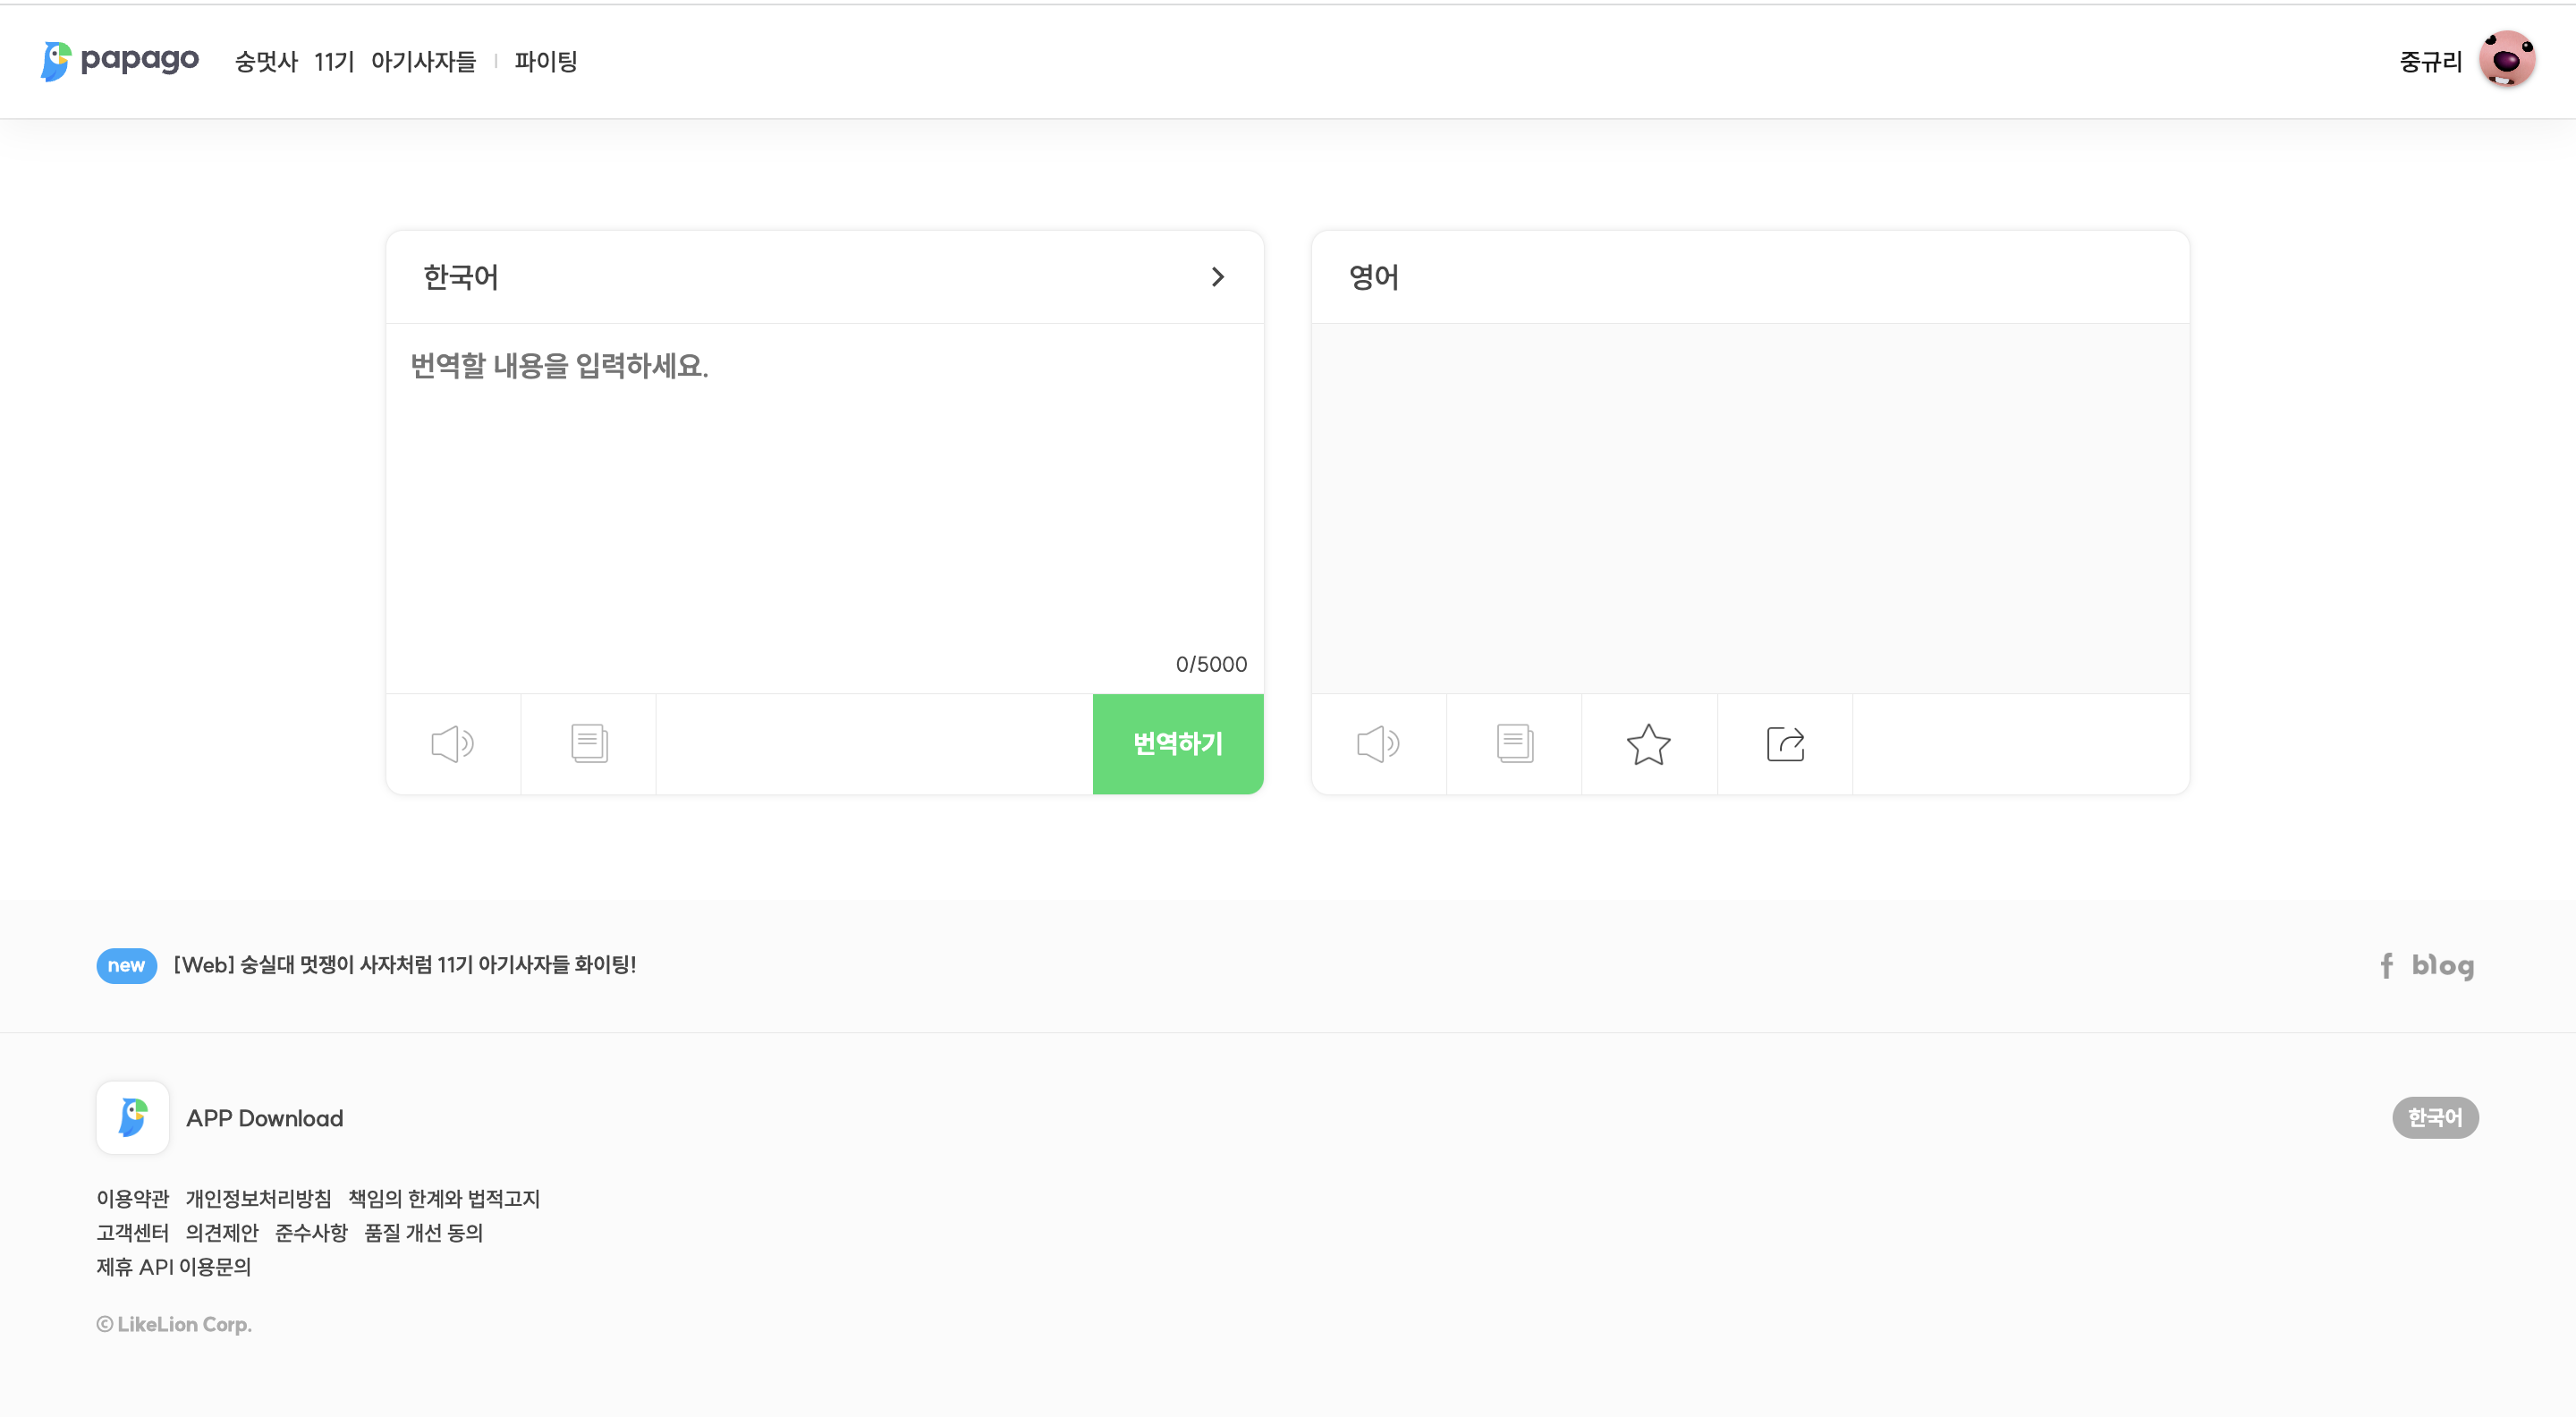 papago 숭멋사 11기 아기사자들 | 파이팅 중규리
한국어
영어
번역할 내용을 입력하세요.
0/5000
번역하기
new [Web] 숭실대 멋쟁이 사자처럼 11기 아기사자들 화이팅!
f blog
APP Download
한국어
이용약관 개인정보처리방침 책임의 한계와 법적고지
고객센터 의견제안 준수사항 품질 개선 동의
제휴 API 이용문의
© LikeLion Corp.